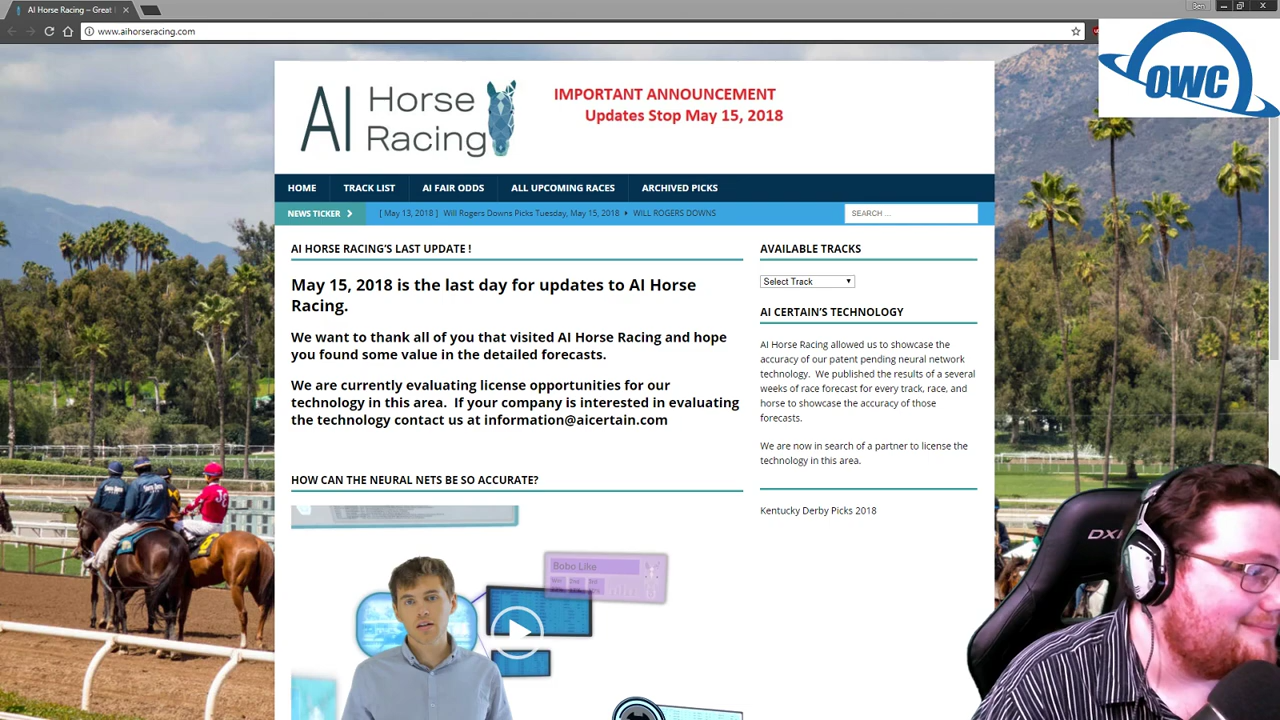 AI Horse Racing – Great
Ben
www.aihorseracing.com
OWC
AI Horse
Racing
IMPORTANT ANNOUNCEMENT
Updates Stop May 15, 2018
HOME TRACK LIST AI FAIR ODDS ALL UPCOMING RACES ARCHIVED PICKS
NEWS TICKER [ May 13, 2018 ] Will Rogers Downs Picks Tuesday, May 15, 2018 WILL ROGERS DOWNS SEARCH ...
AI HORSE RACING'S LAST UPDATE !
May 15, 2018 is the last day for updates to AI Horse
Racing.
We want to thank all of you that visited AI Horse Racing and hope
you found some value in the detailed forecasts.
We are currently evaluating license opportunities for our
technology in this area. If your company is interested in evaluating
the technology contact us at information@aicertain.com
HOW CAN THE NEURAL NETS BE SO ACCURATE?
Bobo Like
AVAILABLE TRACKS
Select Track
AI CERTAIN'S TECHNOLOGY
AI Horse Racing allowed us to showcase the
accuracy of our patent pending neural network
technology. We published the results of a several
weeks of race forecast for every track, race, and
horse to showcase the accuracy of those
forecasts.
We are now in search of a partner to license the
technology in this area.
Kentucky Derby Picks 2018
DX